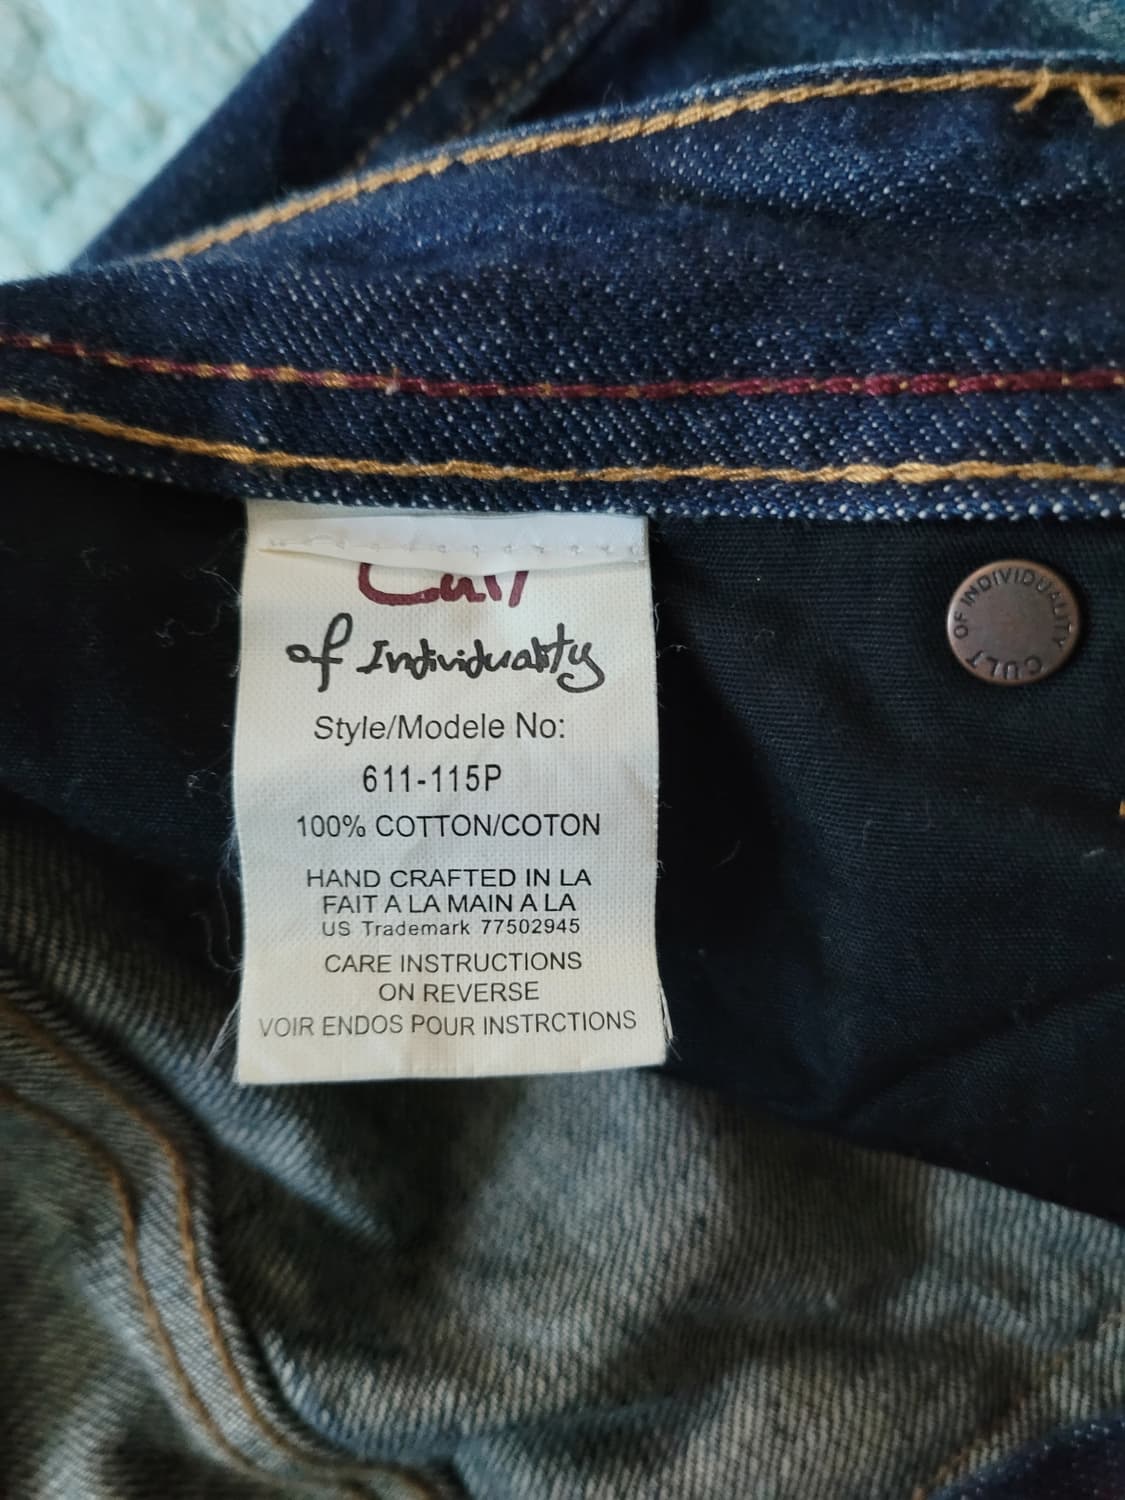 Cult
of Individuality
Style/Modele No:
611-115P
100% COTTON/COTON
HAND CRAFTED IN LA
FAIT A LA MAIN A LA
US Trademark 77502945
CARE INSTRUCTIONS
ON REVERSE
VOIR ENDOS POUR INSTRCTIONS
CULT OF INDIVIDUALITY